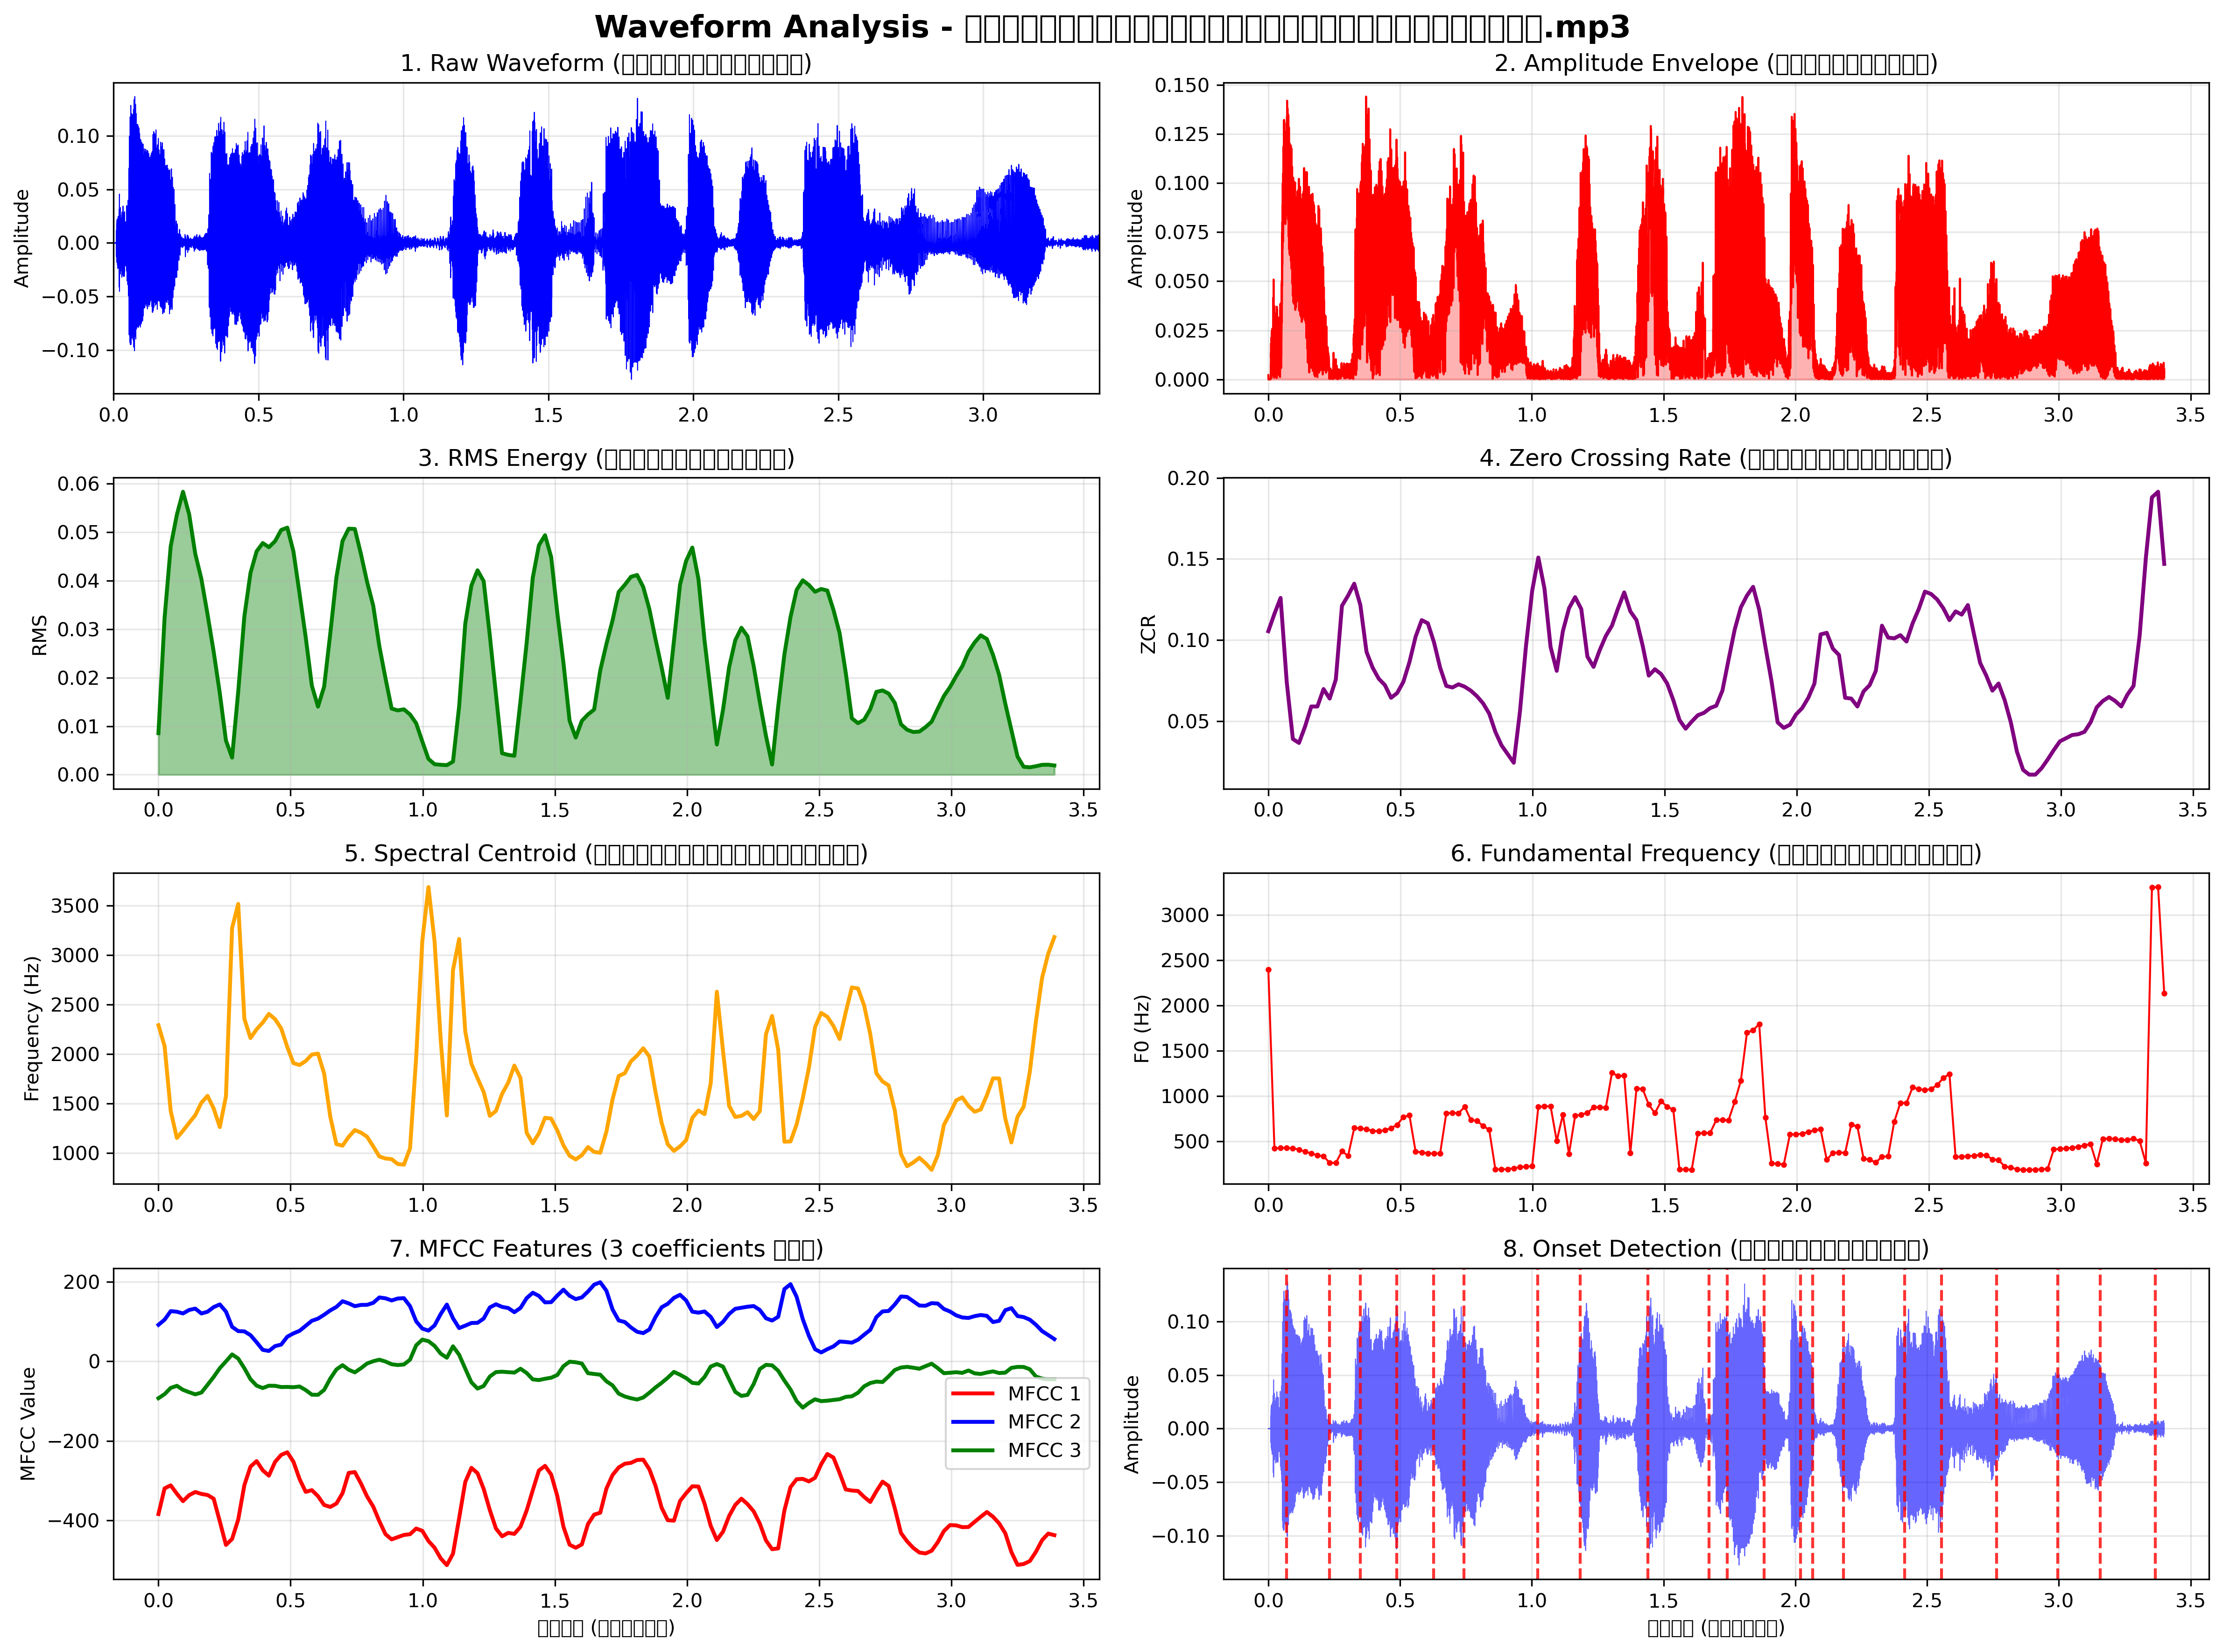 Waveform Analysis - .mp3
1. Raw Waveform ()
0.10
0.05
0.00
−0.05
−0.10
Amplitude
0.0 0.5 1.0 1.5 2.0 2.5 3.0
2. Amplitude Envelope ()
0.150
0.125
0.100
0.075
0.050
0.025
0.000
Amplitude
0.0 0.5 1.0 1.5 2.0 2.5 3.0 3.5
3. RMS Energy ()
0.06
0.05
0.04
0.03
0.02
0.01
0.00
RMS
0.0 0.5 1.0 1.5 2.0 2.5 3.0 3.5
4. Zero Crossing Rate ()
0.20
0.15
0.10
0.05
ZCR
0.0 0.5 1.0 1.5 2.0 2.5 3.0 3.5
5. Spectral Centroid ()
3500
3000
2500
2000
1500
1000
Frequency (Hz)
0.0 0.5 1.0 1.5 2.0 2.5 3.0 3.5
6. Fundamental Frequency ()
3000
2500
2000
1500
1000
500
F0 (Hz)
0.0 0.5 1.0 1.5 2.0 2.5 3.0 3.5
7. MFCC Features (3 coefficients )
200
0
−200
−400
MFCC Value
MFCC 1
MFCC 2
MFCC 3
0.0 0.5 1.0 1.5 2.0 2.5 3.0 3.5
8. Onset Detection ()
0.10
0.05
0.00
−0.05
−0.10
Amplitude
0.0 0.5 1.0 1.5 2.0 2.5 3.0 3.5